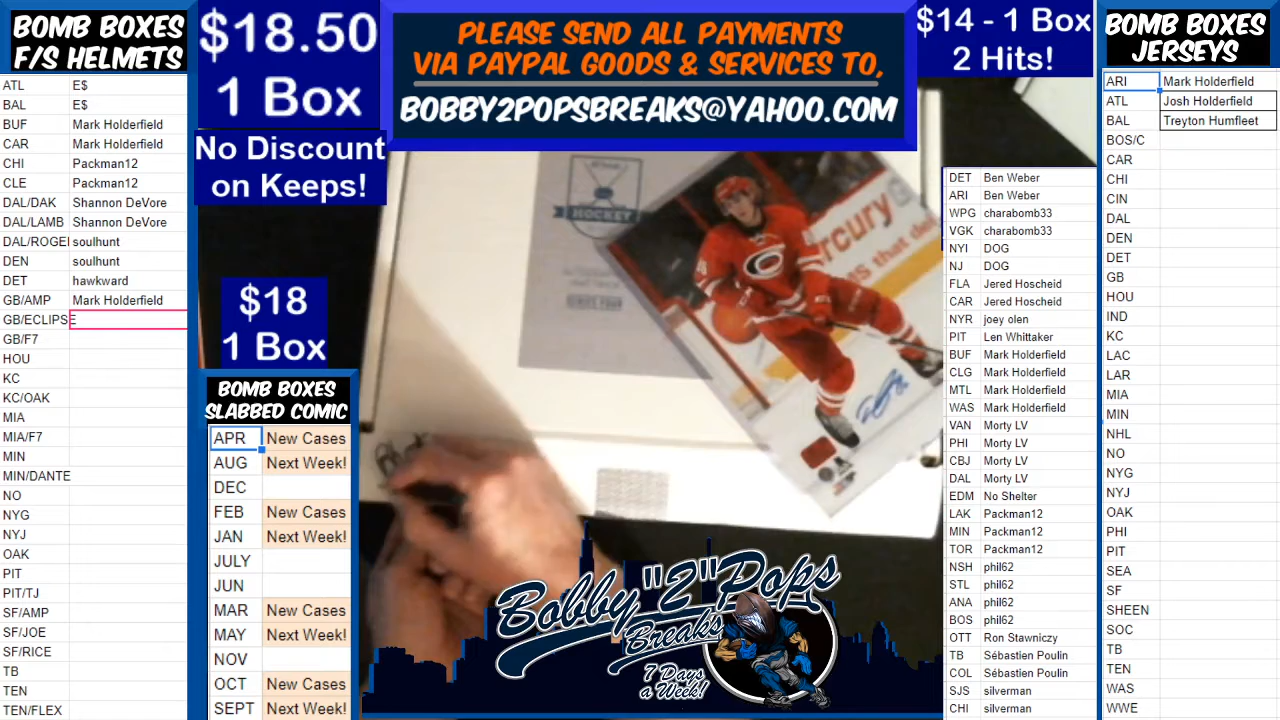 BOMB BOXES
F/S HELMETS
ATL E$
BAL E$
BUF Mark Holderfield
CAR Mark Holderfield
CHI Packman12
CLE Packman12
DAL/DAK Shannon DeVore
DAL/LAMB Shannon DeVore
DAL/ROGE soulhunt
DEN soulhunt
DET hawkward
GB/AMP Mark Holderfield
GB/ECLIPSE
GB/F7
HOU
KC
KC/OAK
MIA
MIA/F7
MIN
MIN/DANTE
NO
NYG
NYJ
OAK
PIT
PIT/TJ
SF/AMP
SF/JOE
SF/RICE
TB
TEN
TEN/FLEX
$18.50
1 Box
No Discount
on Keeps!
$18
1 Box
BOMB BOXES
SLABBED COMIC
APR New Cases
AUG Next Week!
DEC
FEB New Cases
JAN Next Week!
JULY
JUN
MAR New Cases
MAY Next Week!
NOV
OCT New Cases
SEPT Next Week!
PLEASE SEND ALL PAYMENTS
VIA PAYPAL GOODS & SERVICES TO,
BOBBY2POPSBREAKS@YAHOO.COM
HOCKEY
Bobby "2" Pops
Breaks
7 Days
a Week!
$14 - 1 Box
2 Hits!
DET Ben Weber
ARI Ben Weber
WPG charabomb33
VGK charabomb33
NYI DOG
NJ DOG
FLA Jered Hoscheid
CAR Jered Hoscheid
NYR joey olen
PIT Len Whittaker
BUF Mark Holderfield
CLG Mark Holderfield
MTL Mark Holderfield
WAS Mark Holderfield
VAN Morty LV
PHI Morty LV
CBJ Morty LV
DAL Morty LV
EDM No Shelter
LAK Packman12
MIN Packman12
TOR Packman12
NSH phil62
STL phil62
ANA phil62
BOS phil62
OTT Ron Stawniczy
TB Sébastien Poulin
COL Sébastien Poulin
SJS silverman
CHI silverman
BOMB BOXES
JERSEYS
ARI Mark Holderfield
ATL Josh Holderfield
BAL Treyton Humfleet
BOS/C
CAR
CHI
CIN
DAL
DEN
DET
GB
HOU
IND
KC
LAC
LAR
MIA
MIN
NHL
NO
NYG
NYJ
OAK
PHI
PIT
SEA
SF
SHEEN
SOC
TB
TEN
WAS
WWE